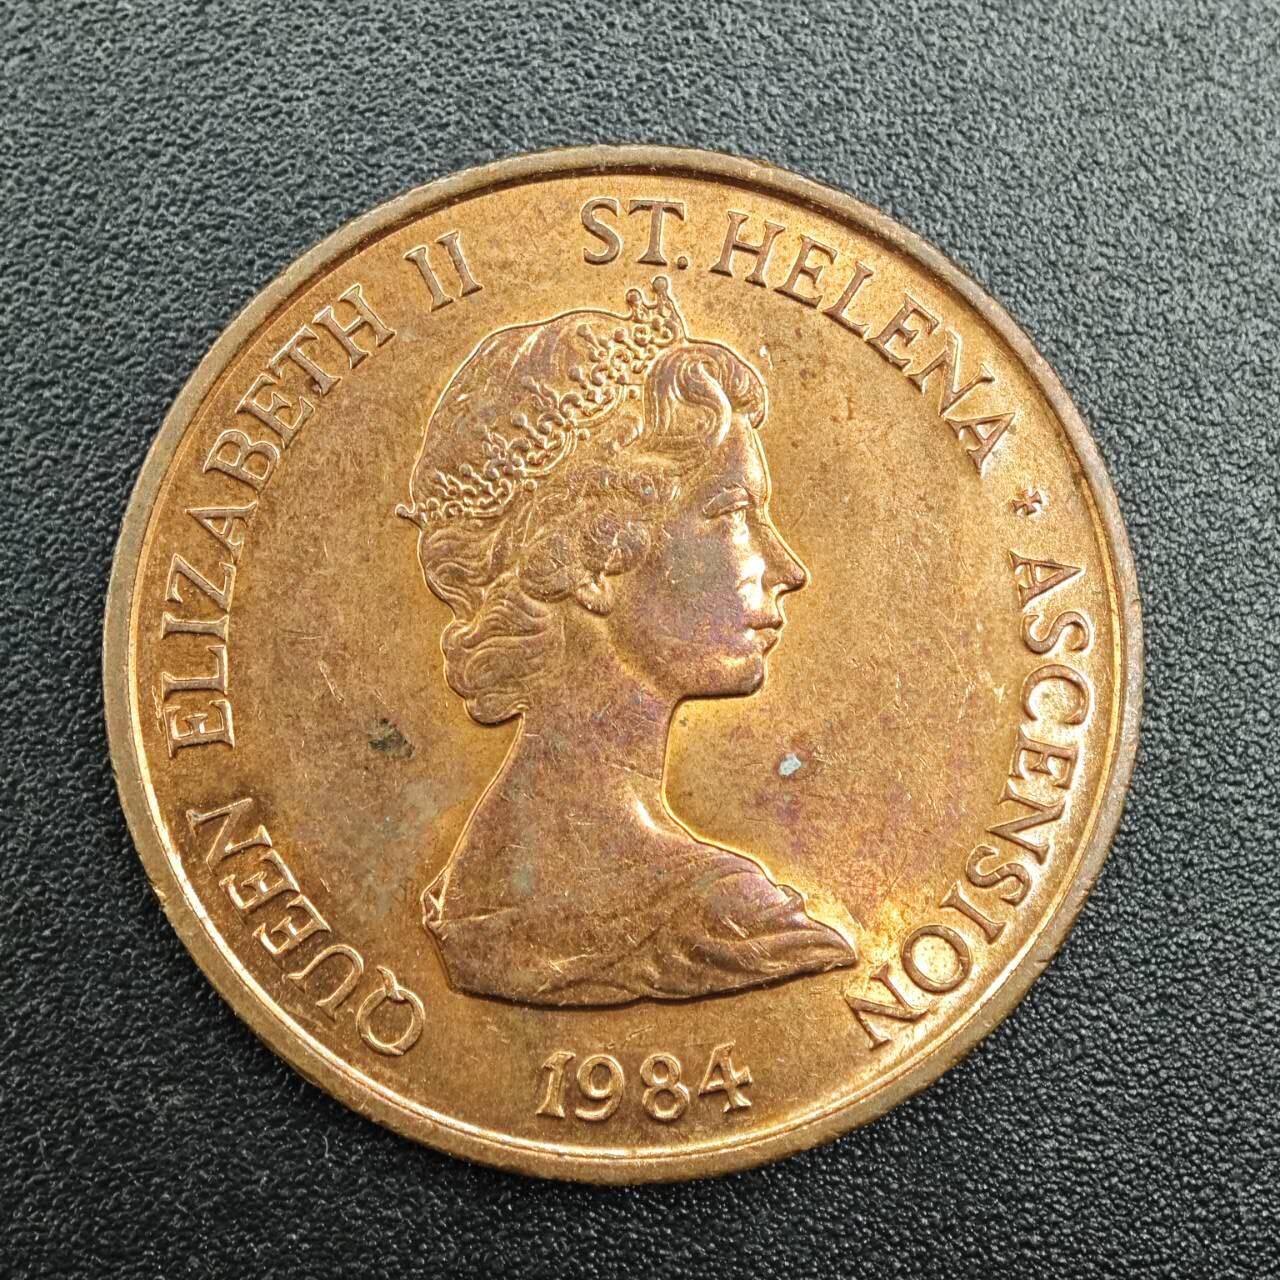 QUEEN ELIZABETH II ST. HELENA + ASCENSION
1984